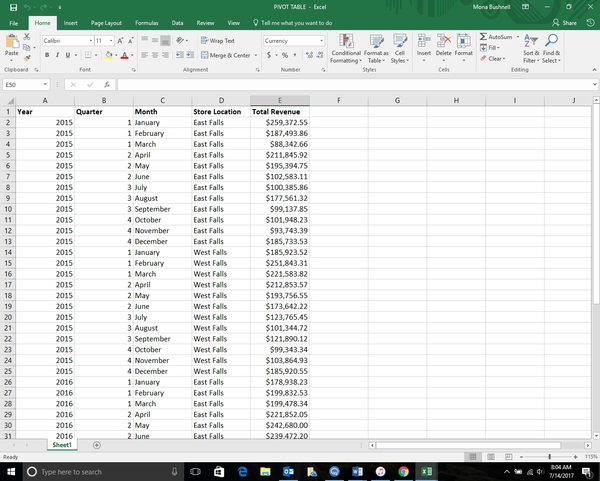 PIVOT TABLE - Excel
Mona Bushnell
File Home Insert Page Layout Formulas Data Review View Tell me what you want to do Share
Calibri 11 A A Wrap Text AutoSum
Paste B I U Merge & Center $ % Conditional Format as Cell Insert Delete Format Fill Sort & Find &
Formatting Table Styles Clear Filter Select
Clipboard Font Alignment Number Styles Cells Editing
E50 fx
A B C D E F G H I J
1 Year Quarter Month Store Location Total Revenue
2 2015 1 January East Falls $259,372.55
3 2015 1 February East Falls $187,493.86
4 2015 1 March East Falls $88,342.66
5 2015 2 April East Falls $211,845.92
6 2015 2 May East Falls $195,394.75
7 2015 2 June East Falls $102,583.11
8 2015 3 July East Falls $100,385.86
9 2015 3 August East Falls $177,561.32
10 2015 3 September East Falls $99,137.85
11 2015 4 October East Falls $101,948.23
12 2015 4 November East Falls $93,743.39
13 2015 4 December East Falls $185,733.53
14 2015 1 January West Falls $185,923.52
15 2015 1 February West Falls $251,843.31
16 2015 1 March West Falls $221,583.82
17 2015 2 April West Falls $212,853.57
18 2015 2 May West Falls $193,756.55
19 2015 2 June West Falls $173,642.22
20 2015 3 July West Falls $123,765.45
21 2015 3 August West Falls $101,344.72
22 2015 3 September West Falls $121,890.12
23 2015 4 October West Falls $99,343.34
24 2015 4 November West Falls $103,864.93
25 2015 4 December West Falls $185,920.55
26 2016 1 January East Falls $178,938.23
27 2016 1 February East Falls $199,832.53
28 2016 1 March East Falls $199,478.34
29 2016 2 April East Falls $221,852.05
30 2016 2 May East Falls $242,680.00
31 2016 2 June East Falls $239,472.20
Sheet1
Ready 115%
Type here to search
8:04 AM
7/14/2017